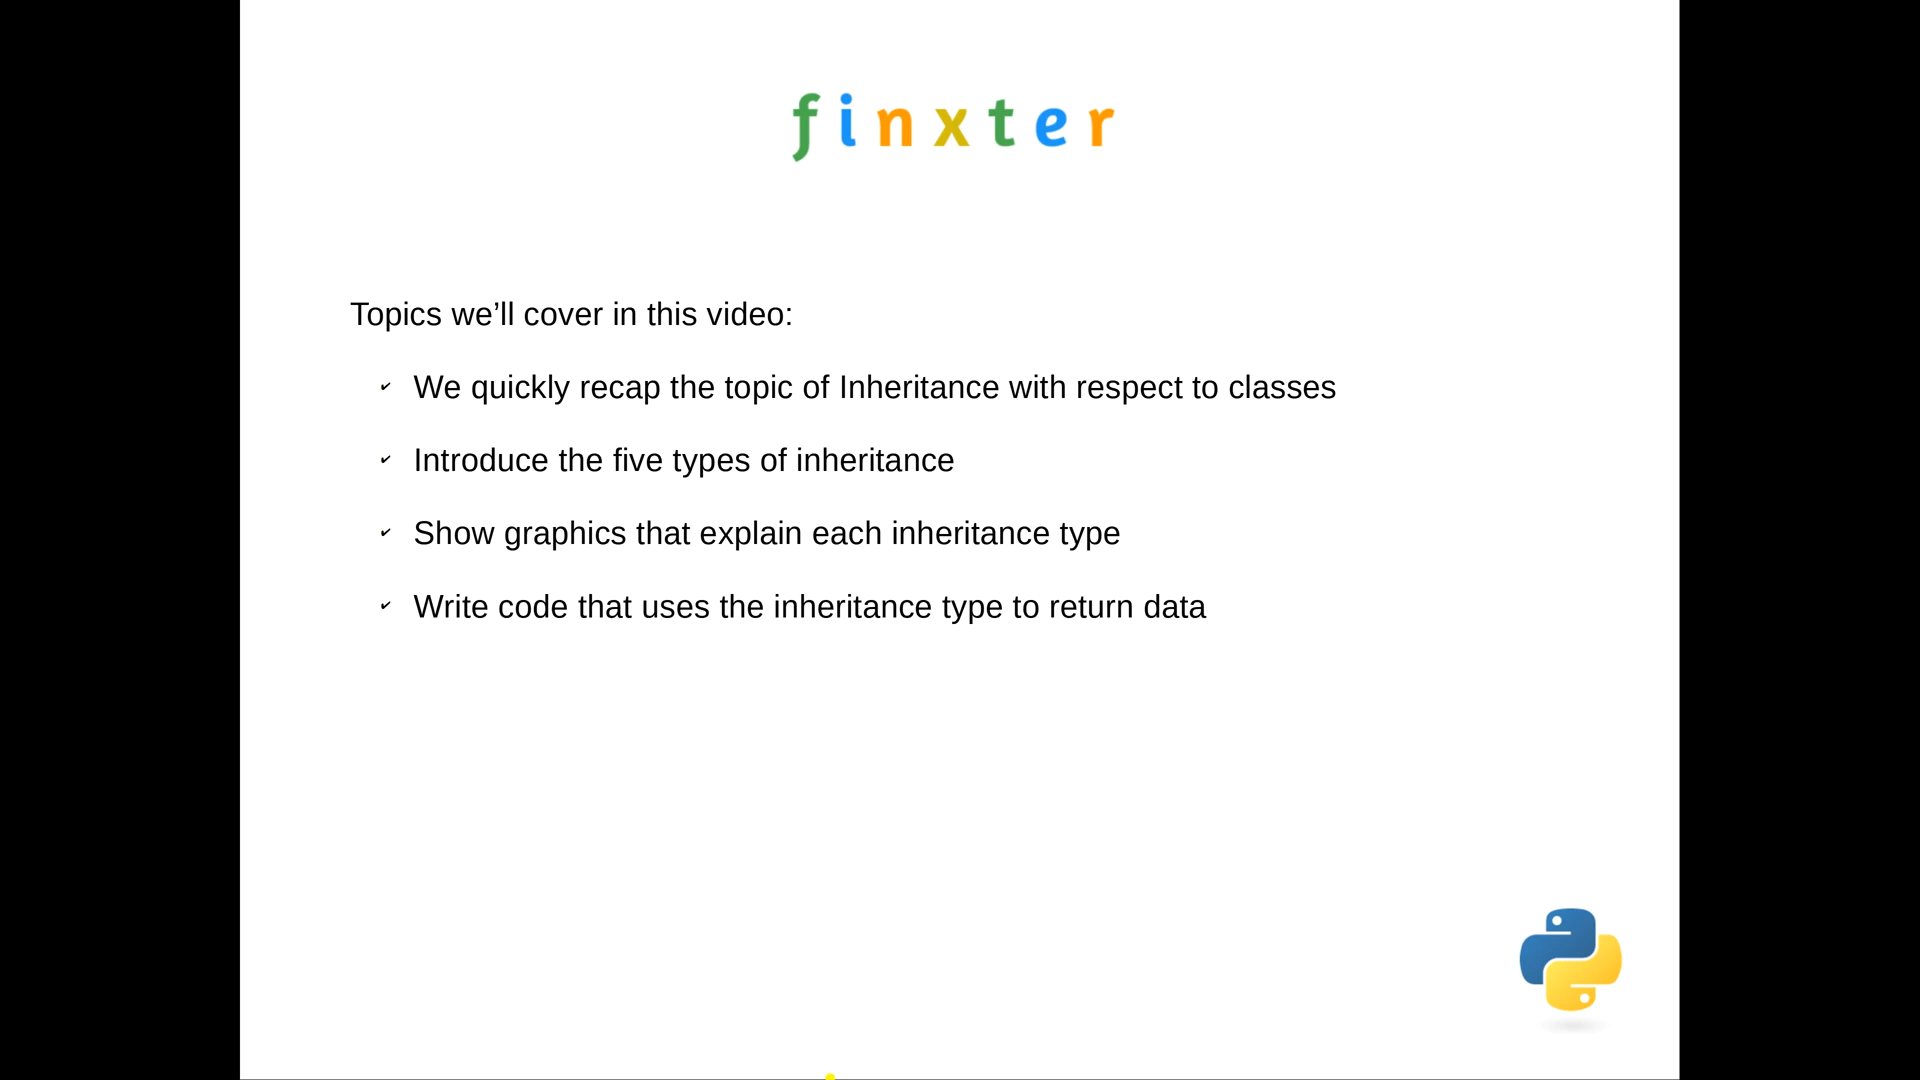 finxter
Topics we’ll cover in this video:
✔ We quickly recap the topic of Inheritance with respect to classes
✔ Introduce the five types of inheritance
✔ Show graphics that explain each inheritance type
✔ Write code that uses the inheritance type to return data